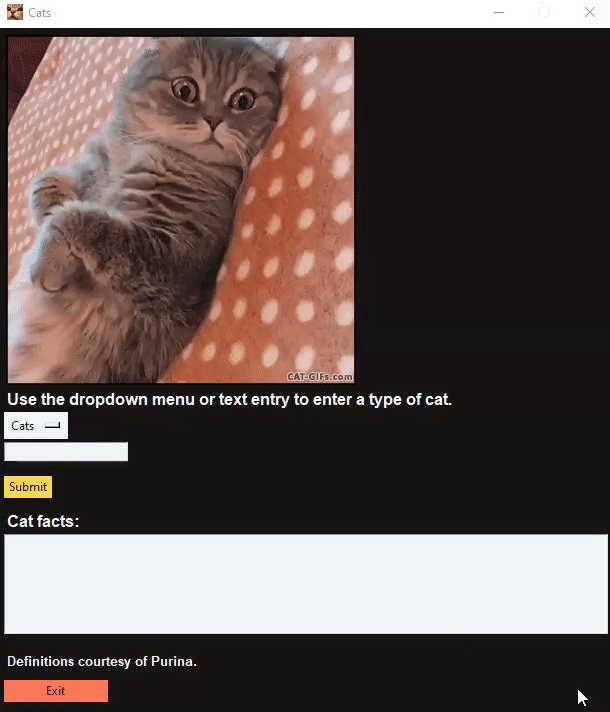 Cats
CAT-GIFs.com
Use the dropdown menu or text entry to enter a type of cat.
Cats
Submit
Cat facts:
Definitions courtesy of Purina.
Exit